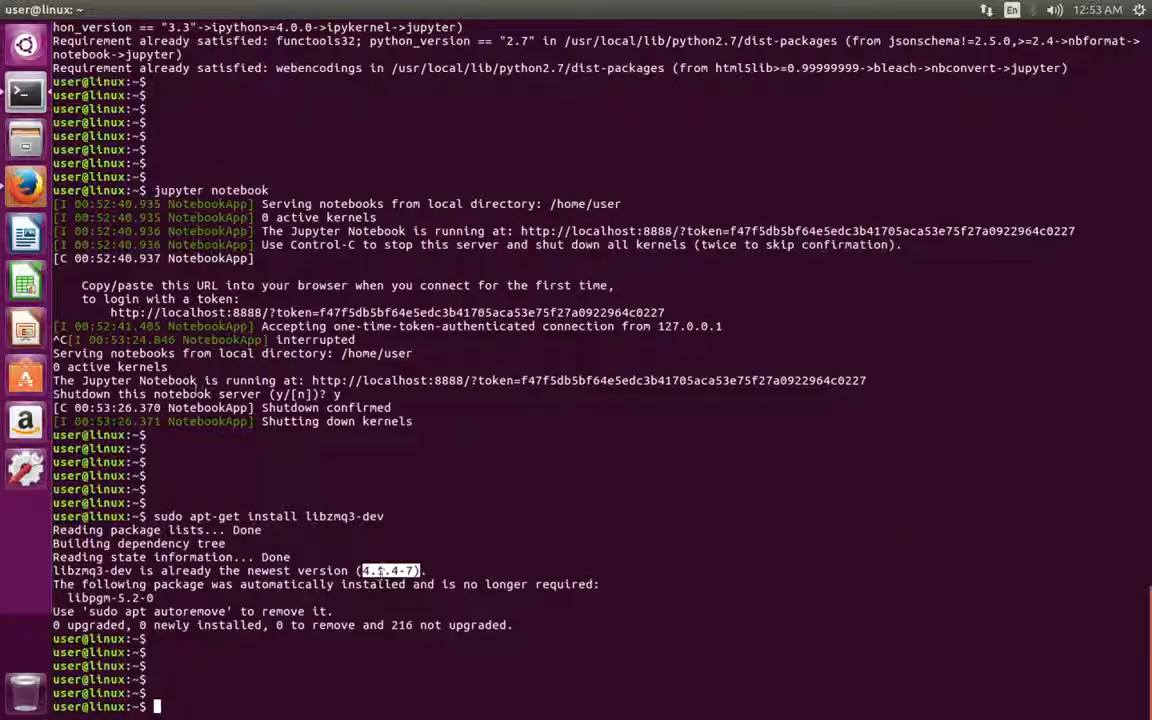 user@linux: ~
En
12:53 AM
hon_version == "3.3"->ipython>=4.0.0->ipykernel->jupyter)
Requirement already satisfied: functools32; python_version == "2.7" in /usr/local/lib/python2.7/dist-packages (from jsonschema!=2.5.0,>=2.4->nbformat->
Notebook->jupyter)
Requirement already satisfied: webencodings in /usr/local/lib/python2.7/dist-packages (from html5lib>=0.99999999->bleach->nbconvert->jupyter)
user@linux:~$
user@linux:~$
user@linux:~$
user@linux:~$
user@linux:~$
user@linux:~$
user@linux:~$
user@linux:~$
user@linux:~$ jupyter notebook
[I 00:52:40.935 NotebookApp] Serving notebooks from local directory: /home/user
[I 00:52:40.935 NotebookApp] 0 active kernels
[I 00:52:40.936 NotebookApp] The Jupyter Notebook is running at: http://localhost:8888/?token=f47f5db5bf64e5edc3b41705aca53e75f27a0922964c0227
[I 00:52:40.936 NotebookApp] Use Control-C to stop this server and shut down all kernels (twice to skip confirmation).
[C 00:52:40.937 NotebookApp]
Copy/paste this URL into your browser when you connect for the first time,
to login with a token:
http://localhost:8888/?token=f47f5db5bf64e5edc3b41705aca53e75f27a0922964c0227
[I 00:52:41.405 NotebookApp] Accepting one-time-token-authenticated connection from 127.0.0.1
^C[I 00:53:24.846 NotebookApp] interrupted
Serving notebooks from local directory: /home/user
0 active kernels
The Jupyter Notebook is running at: http://localhost:8888/?token=f47f5db5bf64e5edc3b41705aca53e75f27a0922964c0227
Shutdown this notebook server (y/[n])? y
[C 00:53:26.370 NotebookApp] Shutdown confirmed
[I 00:53:26.371 NotebookApp] Shutting down kernels
user@linux:~$
user@linux:~$
user@linux:~$
user@linux:~$
user@linux:~$
user@linux:~$
user@linux:~$ sudo apt-get install libzmq3-dev
Reading package lists... Done
Building dependency tree
Reading state information... Done
libzmq3-dev is already the newest version (4.1.4-7).
The following package was automatically installed and is no longer required:
libpgm-5.2-0
Use 'sudo apt autoremove' to remove it.
0 upgraded, 0 newly installed, 0 to remove and 216 not upgraded.
user@linux:~$
user@linux:~$
user@linux:~$
user@linux:~$
user@linux:~$
user@linux:~$